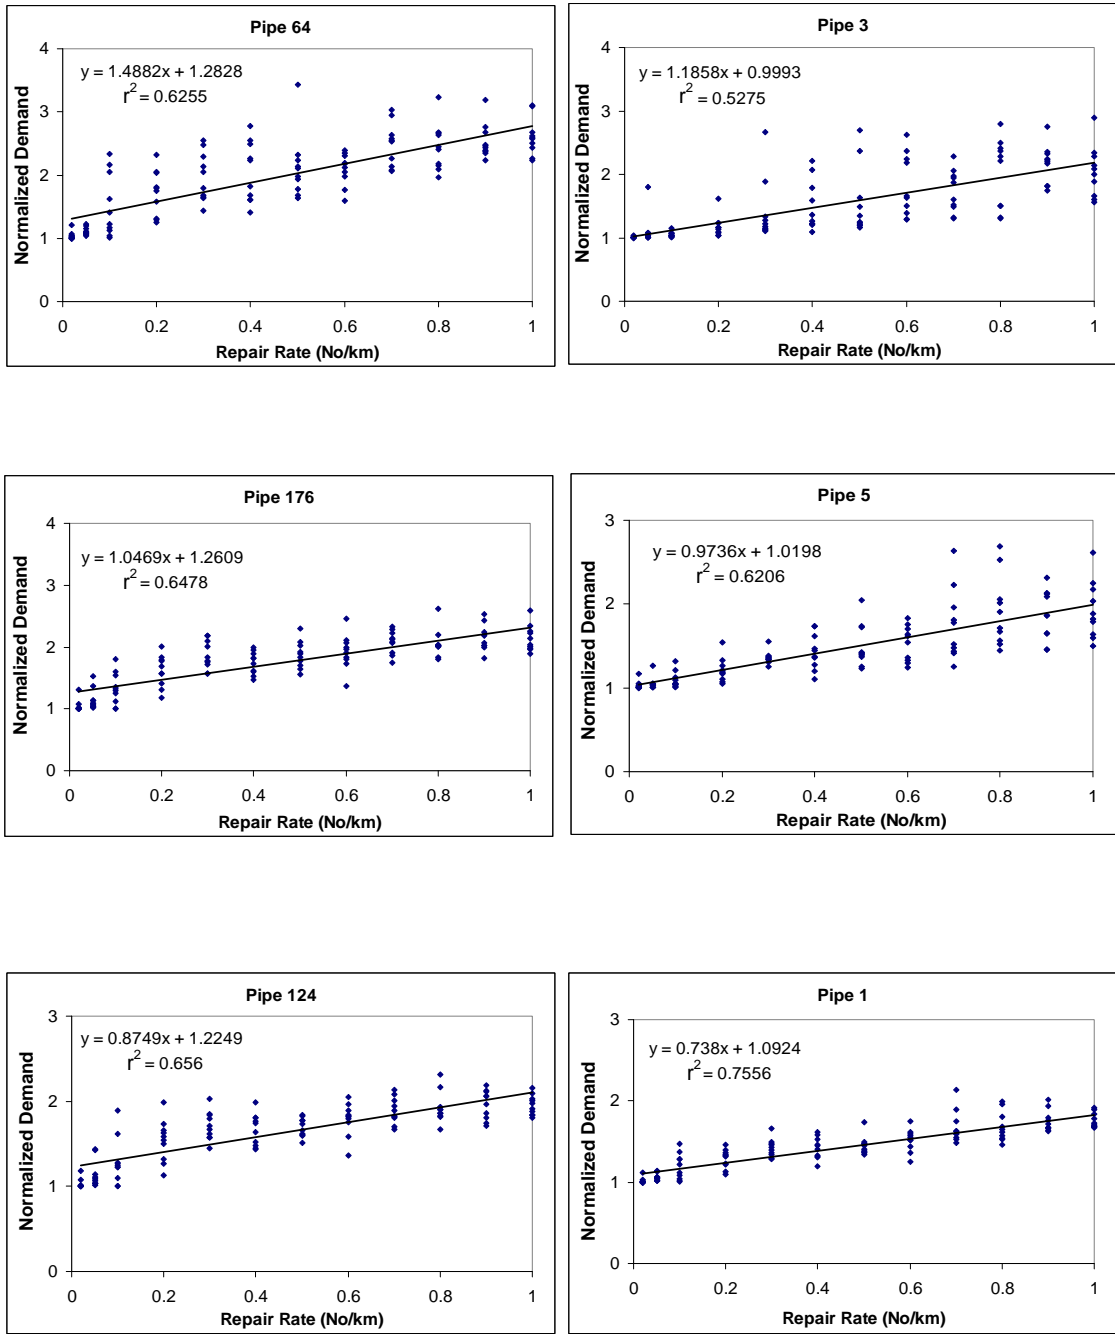 Pipe 64
y = 1.4882x + 1.2828
r² = 0.6255
Normalized Demand
4
3
2
1
0
0 0.2 0.4 0.6 0.8 1
Repair Rate (No/km)
Pipe 3
y = 1.1858x + 0.9993
r² = 0.5275
Normalized Demand
4
3
2
1
0
0 0.2 0.4 0.6 0.8 1
Repair Rate (No/km)
Pipe 176
y = 1.0469x + 1.2609
r² = 0.6478
Normalized Demand
4
3
2
1
0
0 0.2 0.4 0.6 0.8 1
Repair Rate (No/km)
Pipe 5
y = 0.9736x + 1.0198
r² = 0.6206
Normalized Demand
3
2
1
0
0 0.2 0.4 0.6 0.8 1
Repair Rate (No/km)
Pipe 124
y = 0.8749x + 1.2249
r² = 0.656
Normalized Demand
3
2
1
0
0 0.2 0.4 0.6 0.8 1
Repair Rate (No/km)
Pipe 1
y = 0.738x + 1.0924
r² = 0.7556
Normalized Demand
3
2
1
0
0 0.2 0.4 0.6 0.8 1
Repair Rate (No/km)